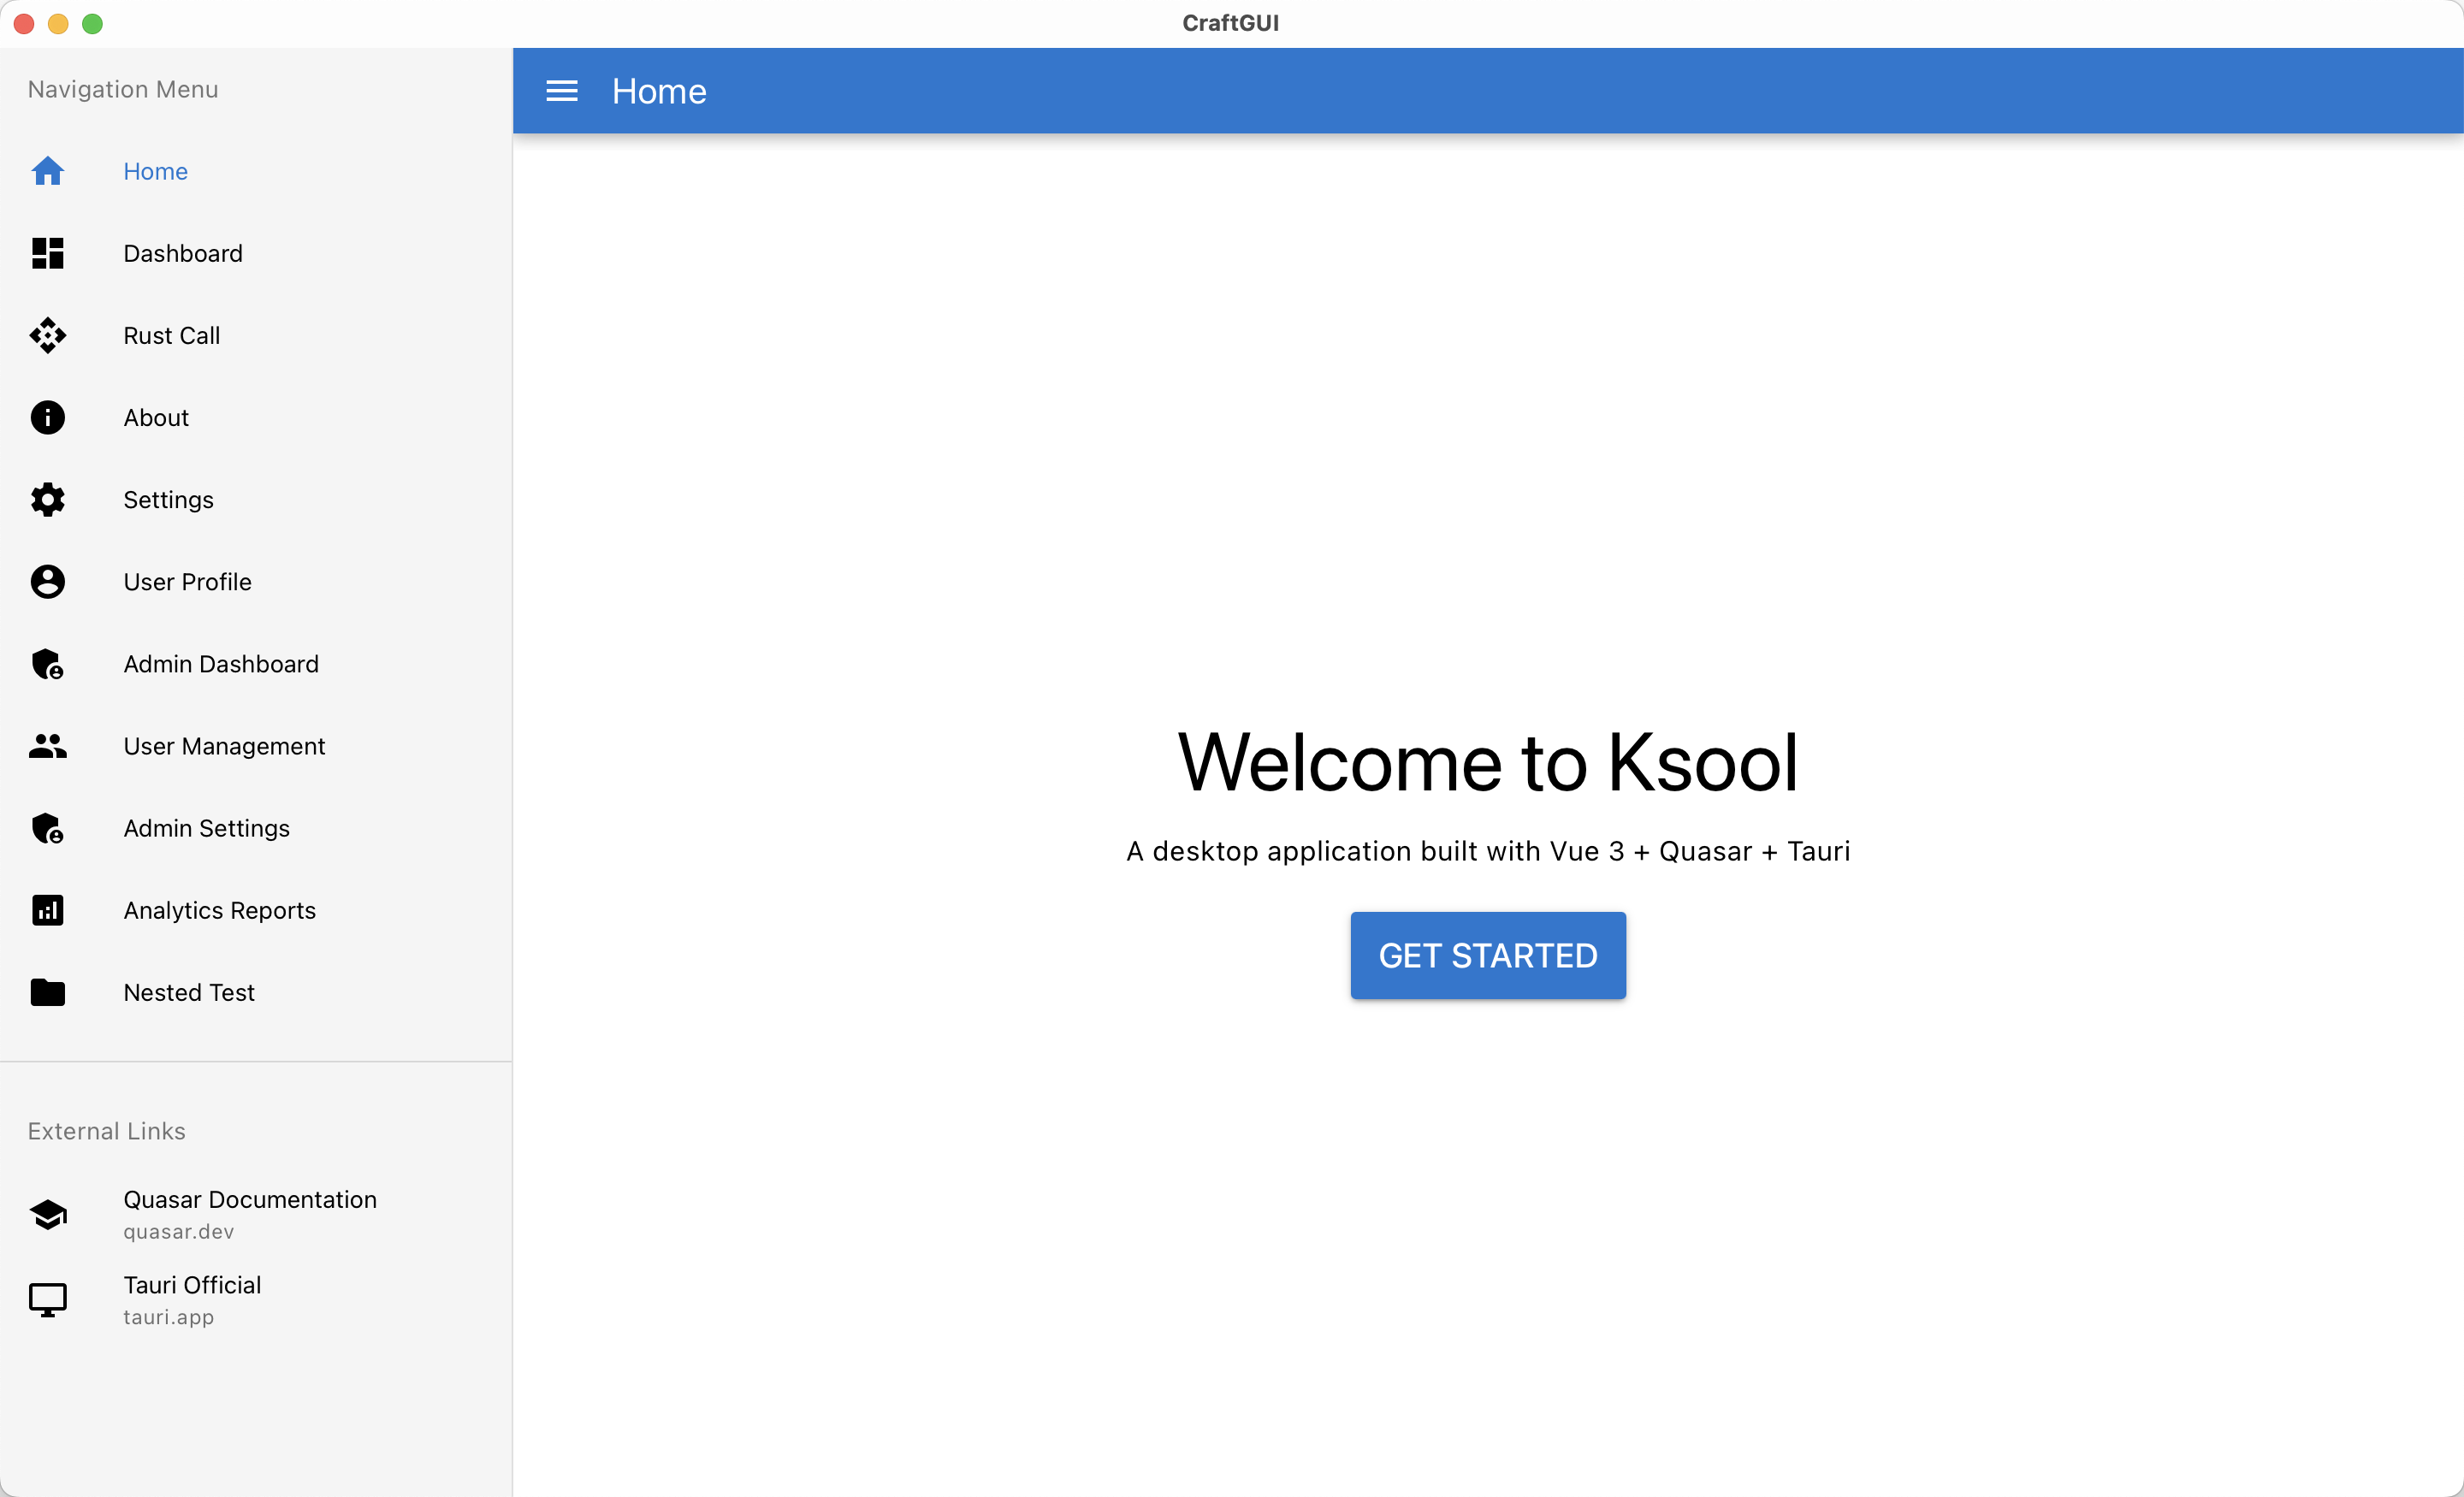 CraftGUI
Navigation Menu
Home
Dashboard
Rust Call
About
Settings
User Profile
Admin Dashboard
User Management
Admin Settings
Analytics Reports
Nested Test
External Links
Quasar Documentation
quasar.dev
Tauri Official
tauri.app
Home
Welcome to Ksool
A desktop application built with Vue 3 + Quasar + Tauri
GET STARTED